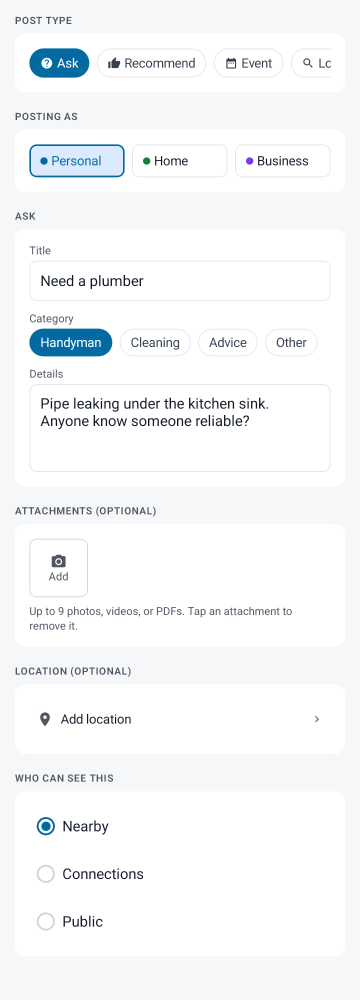 POST TYPE
Ask
Recommend
Event
Lo
POSTING AS
Personal
Home
Business
ASK
Title
Need a plumber
Category
Handyman
Cleaning
Advice
Other
Details
Pipe leaking under the kitchen sink.
Anyone know someone reliable?
ATTACHMENTS (OPTIONAL)
Add
Up to 9 photos, videos, or PDFs. Tap an attachment to
remove it.
LOCATION (OPTIONAL)
Add location
WHO CAN SEE THIS
Nearby
Connections
Public